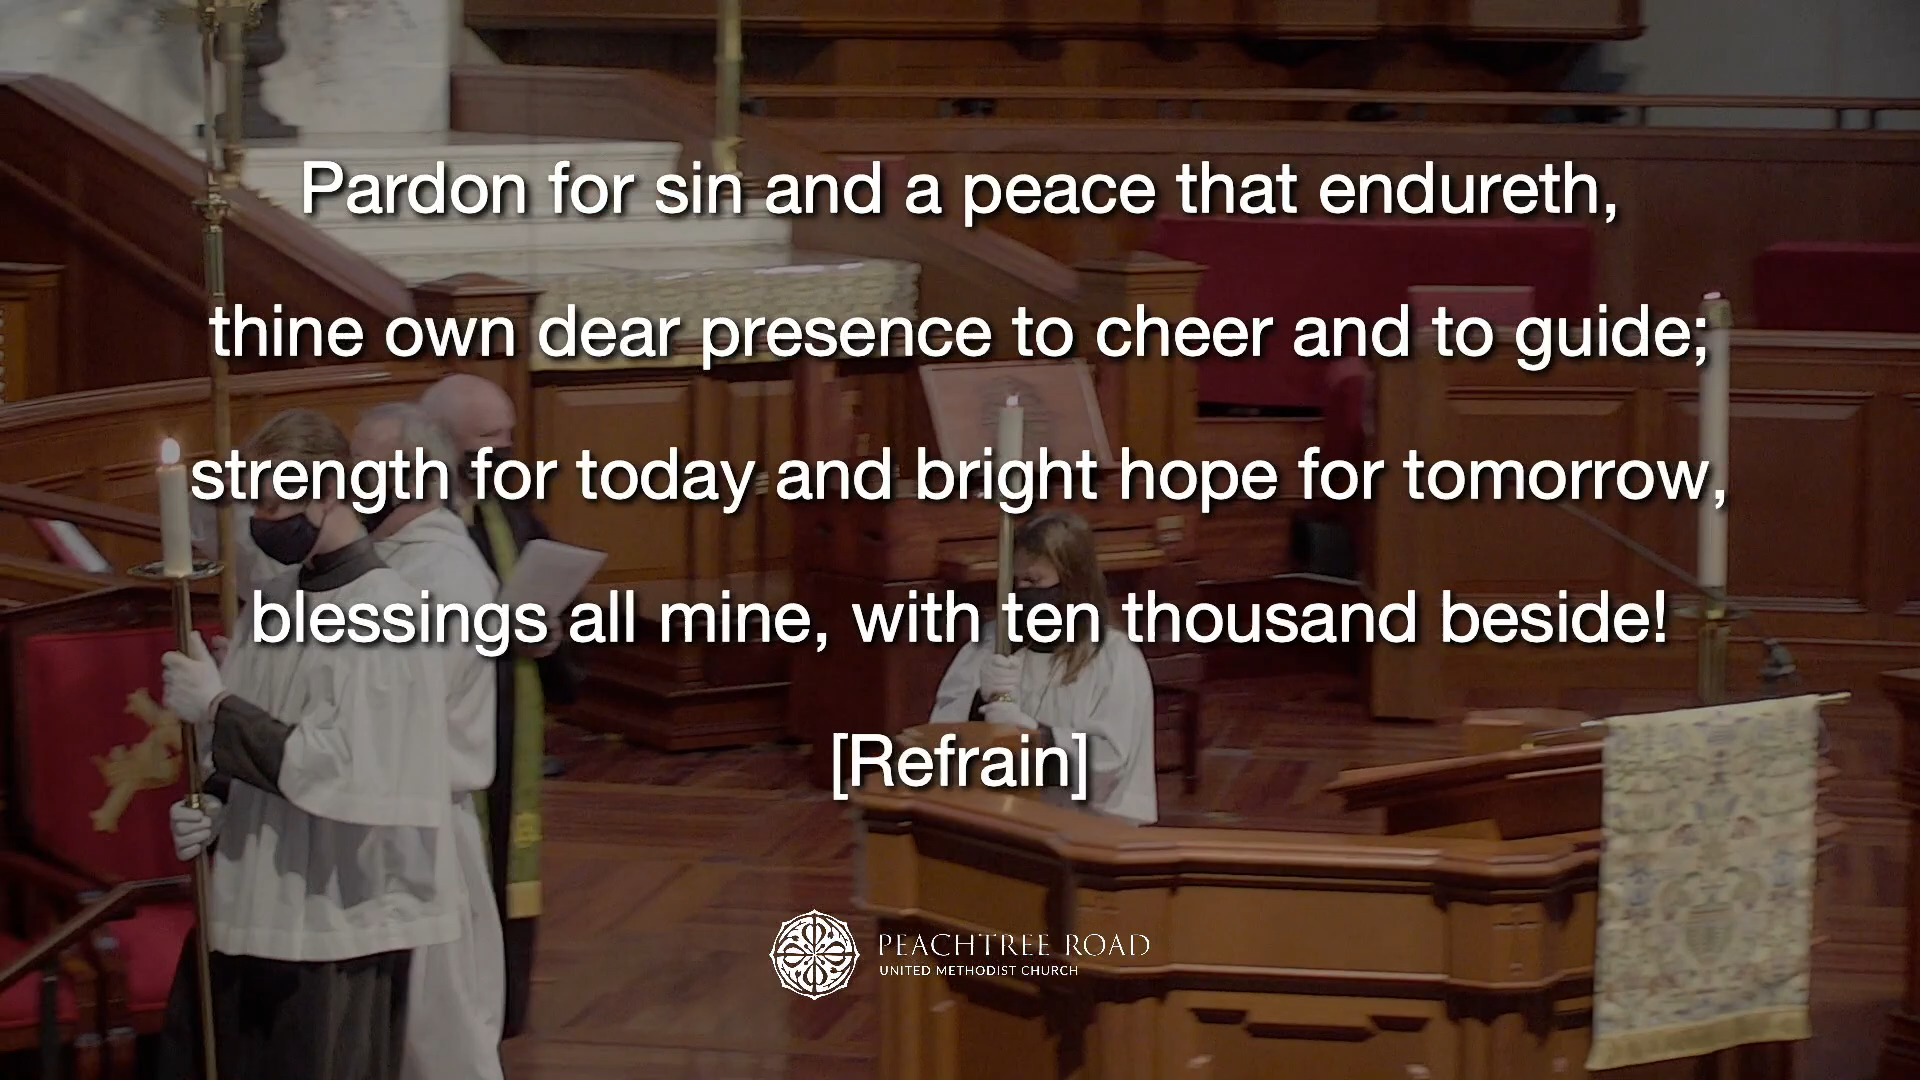 Pardon for sin and a peace that endureth,
thine own dear presence to cheer and to guide;
strength for today and bright hope for tomorrow,
blessings all mine, with ten thousand beside!
[Refrain]
PEACHTREE ROAD
UNITED METHODIST CHURCH